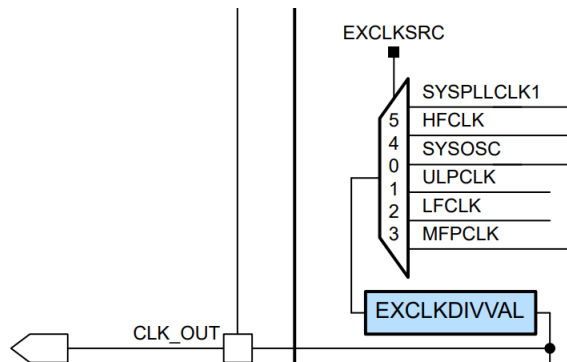 EXCLKSRC
SYSPLLCLK1
5
HFCLK
4
SYSOSC
0
ULPCLK
1
LFCLK
2
MFPCLK
3
EXCLKDIVVAL
CLK_OUT